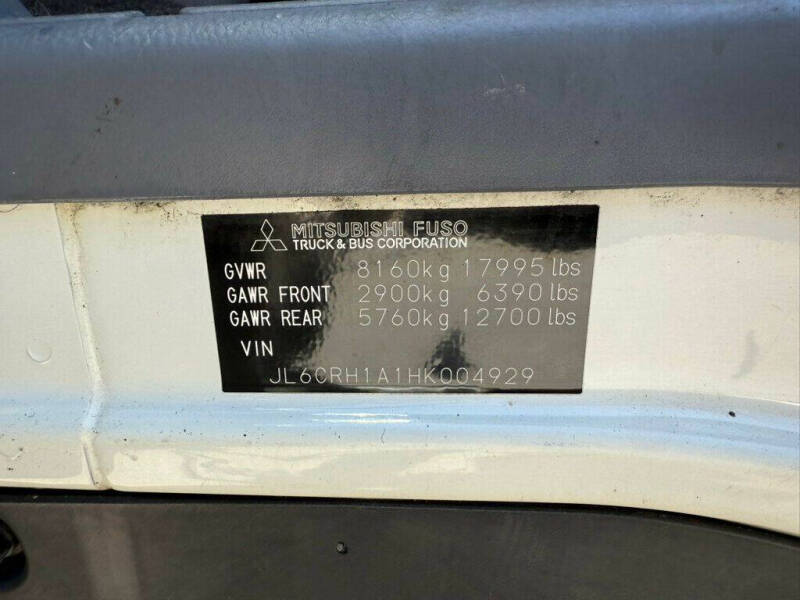 MITSUBISHI FUSO
TRUCK & BUS CORPORATION
GVWR 8160kg 17995lbs
GAWR FRONT 2900kg 6390lbs
GAWR REAR 5760kg 12700lbs
VIN
JL6CRH1A1HK004929